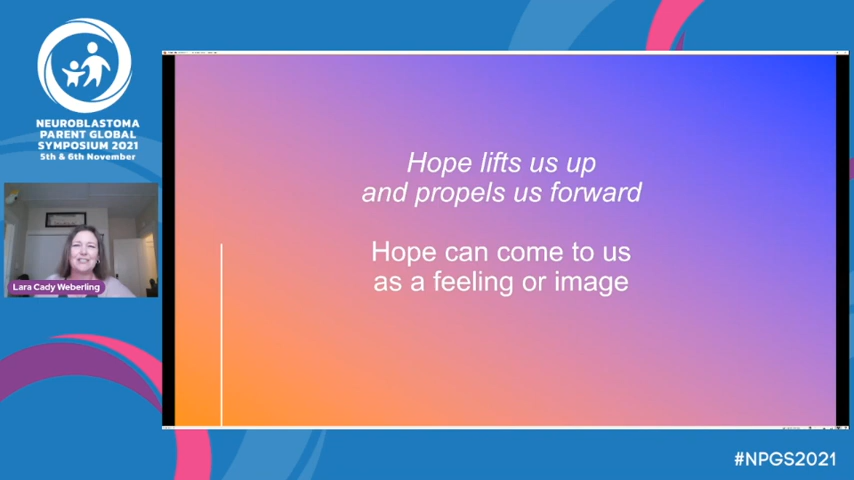 NEUROBLASTOMA
PARENT GLOBAL
SYMPOSIUM 2021
5th & 6th November
Lara Cady Weberling
Hope lifts us up
and propels us forward
Hope can come to us
as a feeling or image
#NPGS2021